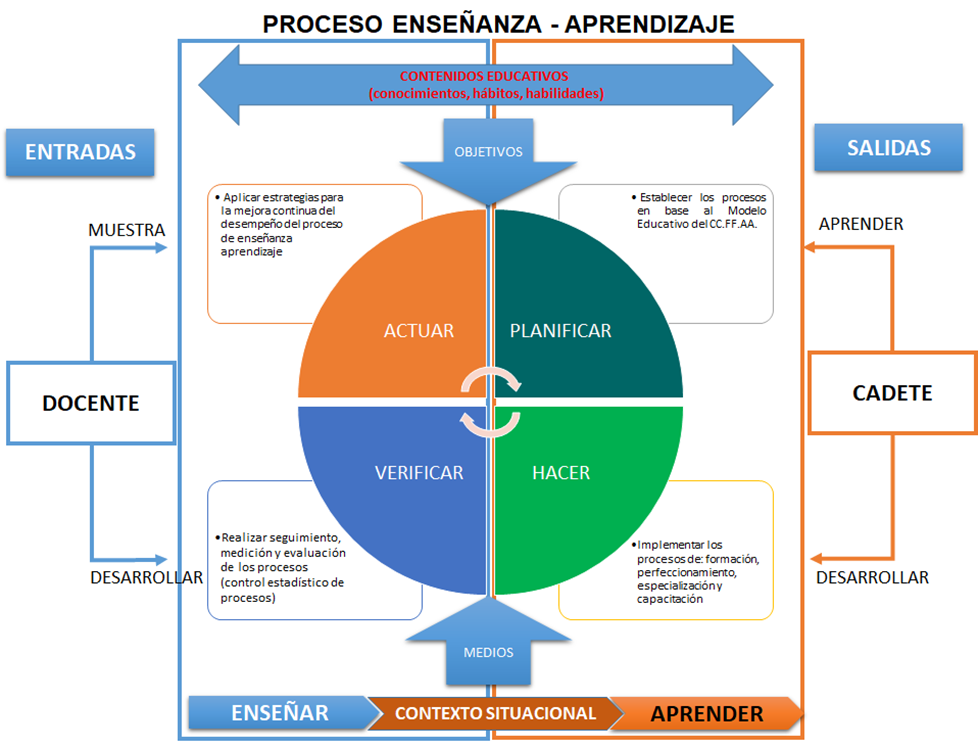 PROCESO ENSEÑANZA - APRENDIZAJE
CONTENIDOS EDUCATIVOS
(conocimientos, hábitos, habilidades)
ENTRADAS
OBJETIVOS
SALIDAS
• Aplicar estrategias para
la mejora continua del
desempeño del proceso
de enseñanza
aprendizaje
• Establecer los procesos
en base al Modelo
Educativo del CC.FF.AA.
MUESTRA
APRENDER
ACTUAR
PLANIFICAR
DOCENTE
CADETE
VERIFICAR
HACER
•Realizar seguimiento,
medición y evaluación
de los procesos
(control estadístico de
procesos)
•Implementar los
procesos de: formación,
perfeccionamiento,
especialización y
capacitación
DESARROLLAR
DESARROLLAR
MEDIOS
ENSEÑAR
CONTEXTO SITUACIONAL
APRENDER